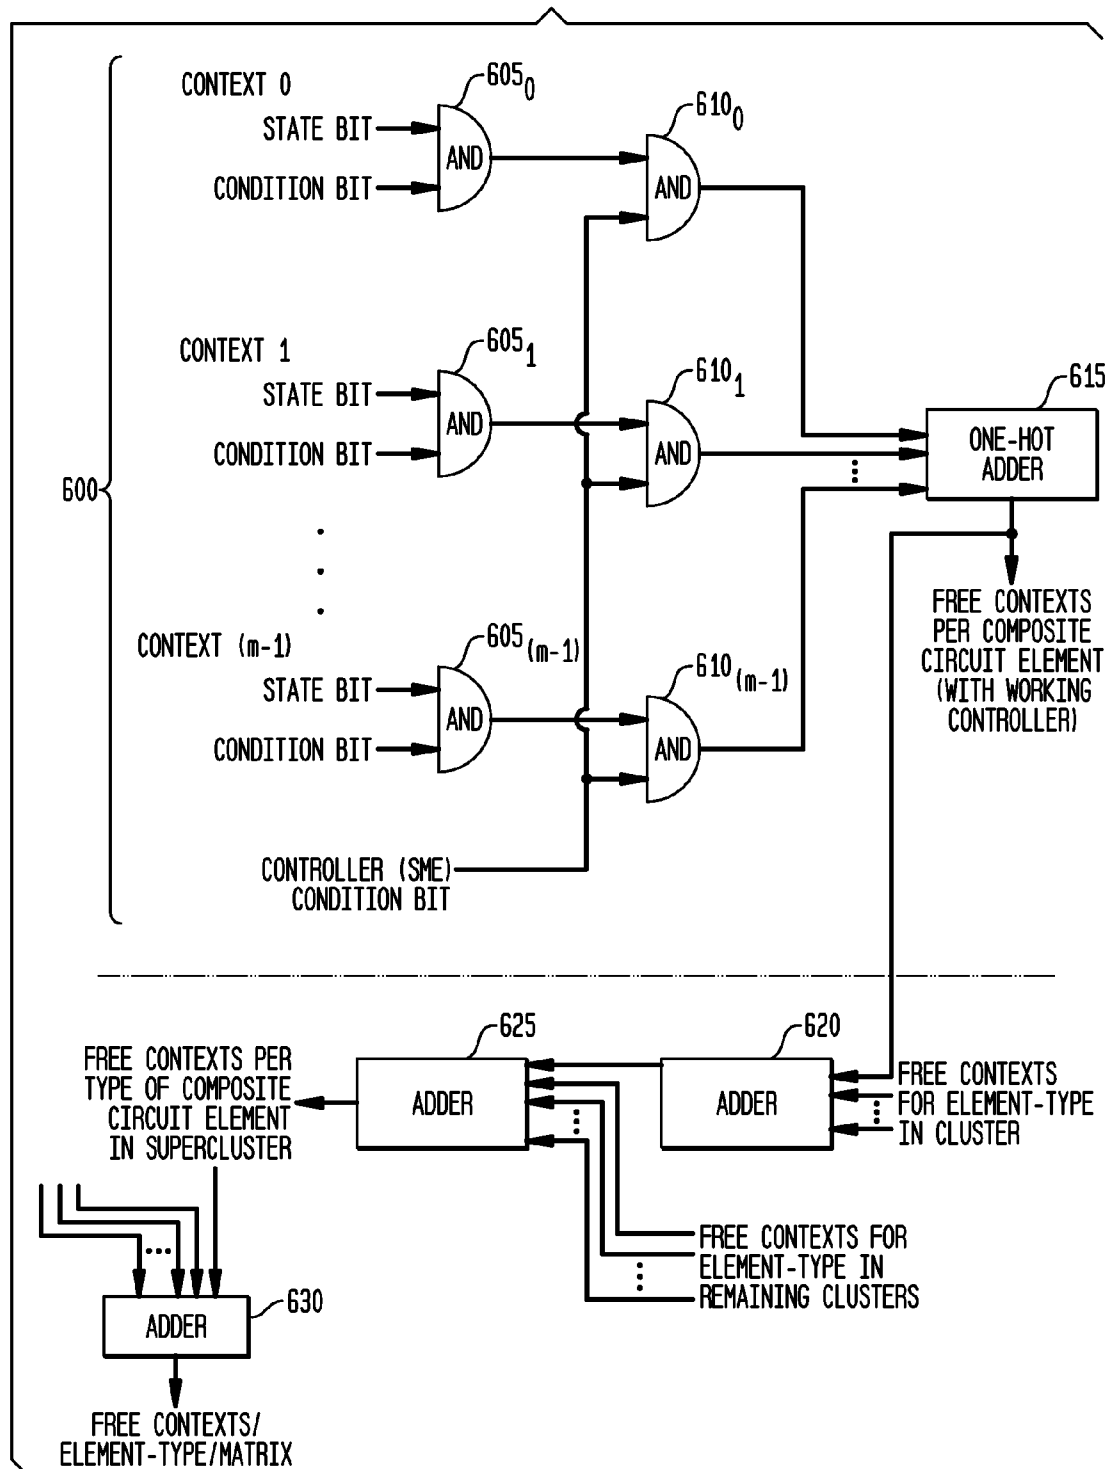 605₀
CONTEXT 0
610₀
STATE BIT
AND
CONDITION BIT
AND
605₁
CONTEXT 1
610₁
615
STATE BIT
AND
ONE-HOT
ADDER
CONDITION BIT
AND
600
FREE CONTEXTS
PER COMPOSITE
CIRCUIT ELEMENT
(WITH WORKING
CONTROLLER)
605(m-1)
CONTEXT (m-1)
610(m-1)
STATE BIT
AND
CONDITION BIT
AND
CONTROLLER (SME)
CONDITION BIT
625
620
FREE CONTEXTS PER
TYPE OF COMPOSITE
CIRCUIT ELEMENT
IN SUPERCLUSTER
ADDER
ADDER
FREE CONTEXTS
FOR ELEMENT-TYPE
IN CLUSTER
FREE CONTEXTS FOR
ELEMENT-TYPE IN
REMAINING CLUSTERS
630
ADDER
FREE CONTEXTS/
ELEMENT-TYPE/MATRIX